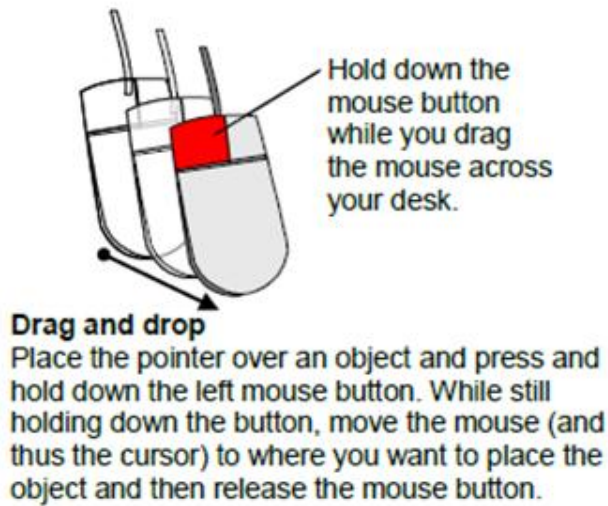 Hold down the
mouse button
while you drag
the mouse across
your desk.
Drag and drop
Place the pointer over an object and press and
hold down the left mouse button. While still
holding down the button, move the mouse (and
thus the cursor) to where you want to place the
object and then release the mouse button.